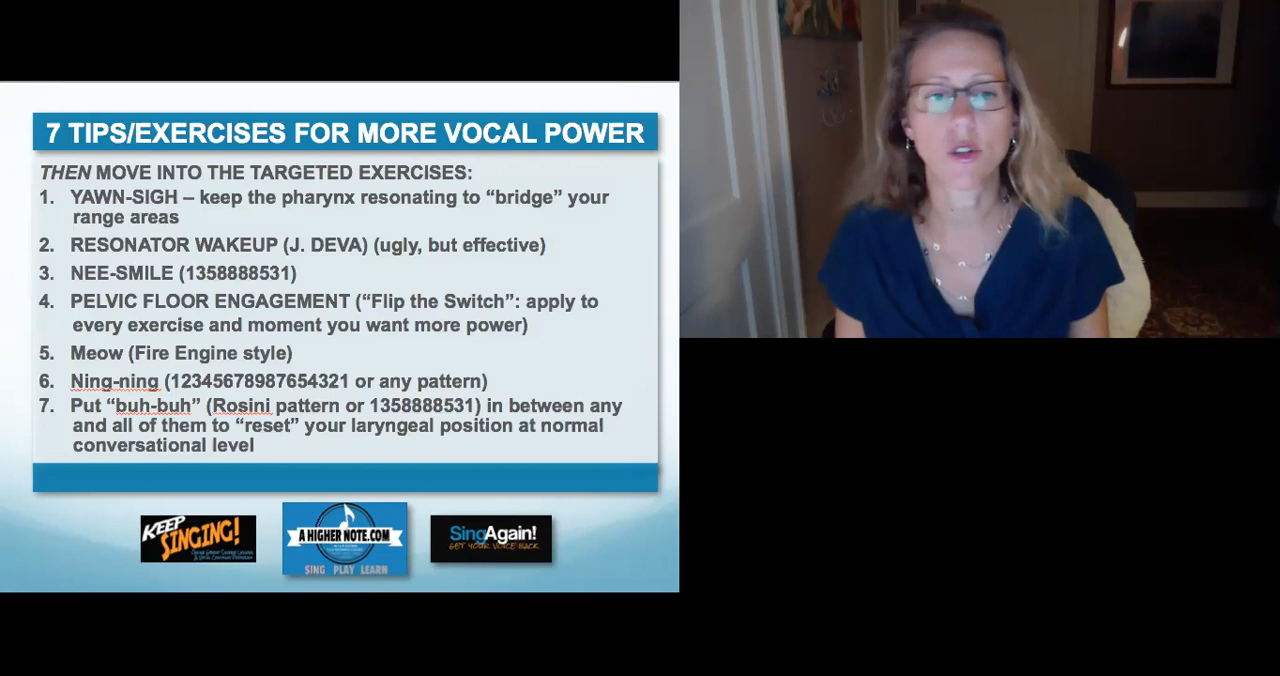 7 TIPS/EXERCISES FOR MORE VOCAL POWER
THEN MOVE INTO THE TARGETED EXERCISES:
1. YAWN-SIGH – keep the pharynx resonating to “bridge” your
range areas
2. RESONATOR WAKEUP (J. DEVA) (ugly, but effective)
3. NEE-SMILE (1358888531)
4. PELVIC FLOOR ENGAGEMENT (“Flip the Switch”: apply to
every exercise and moment you want more power)
5. Meow (Fire Engine style)
6. Ning-ning (12345678987654321 or any pattern)
7. Put “buh-buh” (Rosini pattern or 1358888531) in between any
and all of them to “reset” your laryngeal position at normal
conversational level
KEEP
SINGING!
A HIGHER NOTE.COM
SING PLAY LEARN
SingAgain!
GET YOUR VOICE BACK